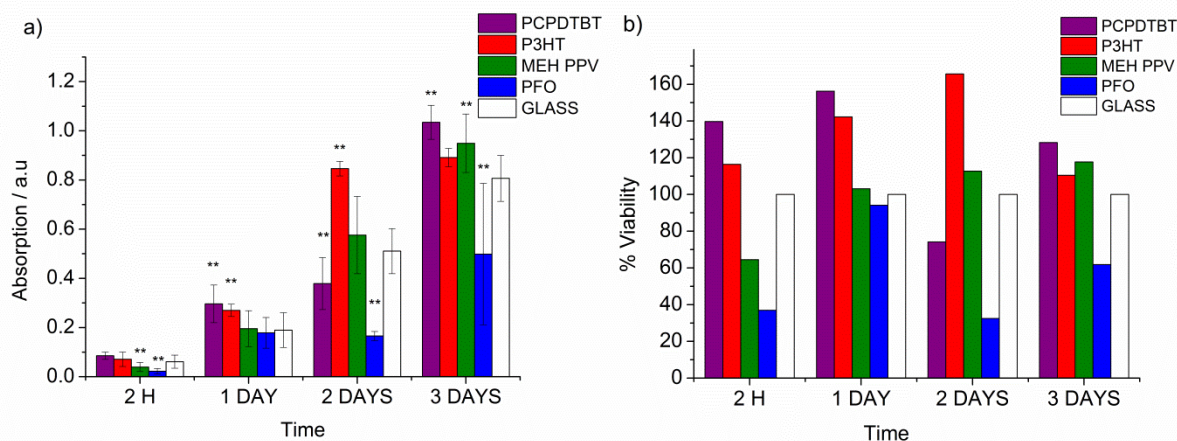 a)
PCPDTBT
P3HT
MEH PPV
PFO
GLASS
Absorption / a.u
1.2
1.0
0.8
0.6
0.4
0.2
0.0
**
**
**
**
**
**
**
**
**
**
2 H
1 DAY
2 DAYS
3 DAYS
Time
b)
PCPDTBT
P3HT
MEH PPV
PFO
GLASS
% Viability
160
140
120
100
80
60
40
20
0
2 H
1 DAY
2 DAYS
3 DAYS
Time